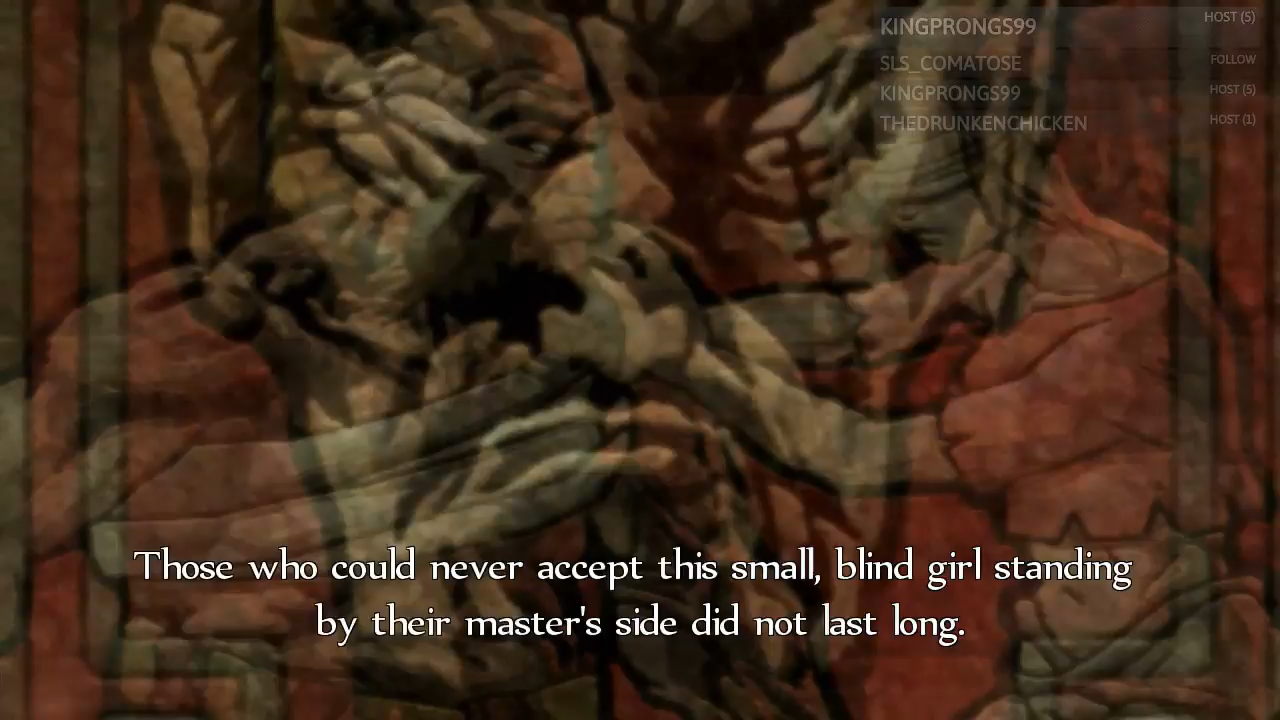 KINGPRONGS99 HOST (5)
SLS_COMATOSE FOLLOW
KINGPRONGS99 HOST (5)
THEDRUNKENCHICKEN HOST (1)
Those who could never accept this small, blind girl standing
by their master's side did not last long.